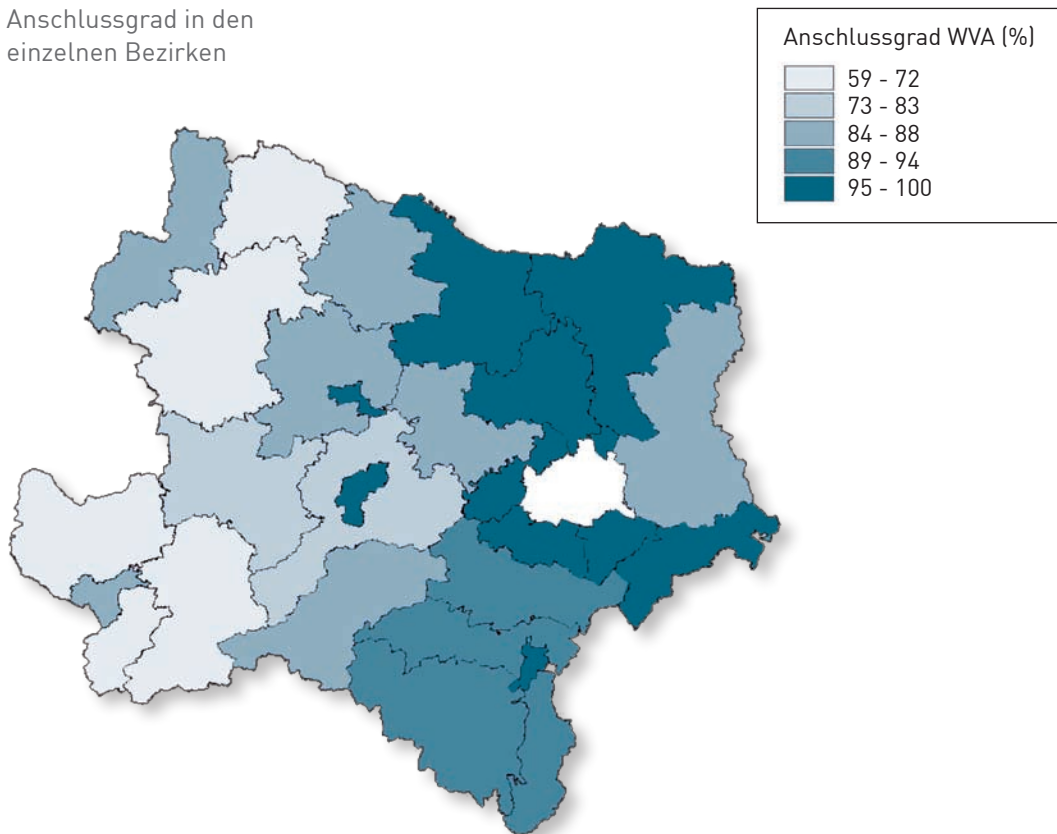 Anschlussgrad in den
einzelnen Bezirken
Anschlussgrad WVA (%)
59 - 72
73 - 83
84 - 88
89 - 94
95 - 100